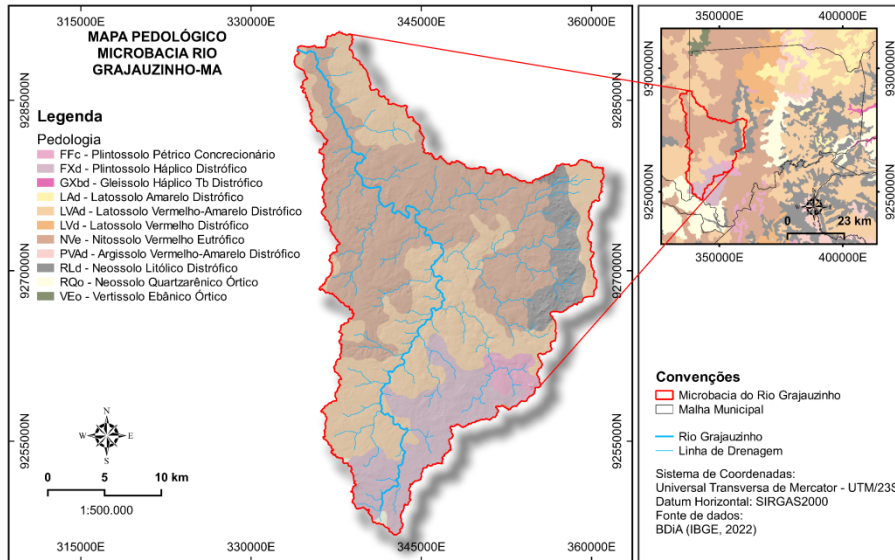 MAPA PEDOLÓGICO
MICROBACIA RIO
GRAJAUZINHO-MA
Legenda
Pedologia
FFc - Plintossolo Pétrico Concrecionário
FXd - Plintossolo Háplico Distrófico
GXbd - Gleissolo Háplico Tb Distrófico
LAd - Latossolo Amarelo Distrófico
LVAd - Latossolo Vermelho-Amarelo Distrófico
LVd - Latossolo Vermelho Distrófico
NVe - Nitossolo Vermelho Eutrófico
PVAd - Argissolo Vermelho-Amarelo Distrófico
RLd - Neossolo Litólico Distrófico
RQo - Neossolo Quartzarênico Órtico
VEo - Vertissolo Ebânico Órtico
N
W E
S
0 5 10 km
1:500.000
315000E 330000E 345000E 360000E
9285000N 9285000N
9270000N 9270000N
9255000N 9255000N
315000E 330000E 345000E 360000E
350000E 400000E
9300000N 9300000N
9250000N 9250000N
0 23 km
350000E 400000E
Convenções
Microbacia do Rio Grajauzinho
Malha Municipal
Rio Grajauzinho
Linha de Drenagem
Sistema de Coordenadas:
Universal Transversa de Mercator - UTM/23S
Datum Horizontal: SIRGAS2000
Fonte de dados:
BDiA (IBGE, 2022)